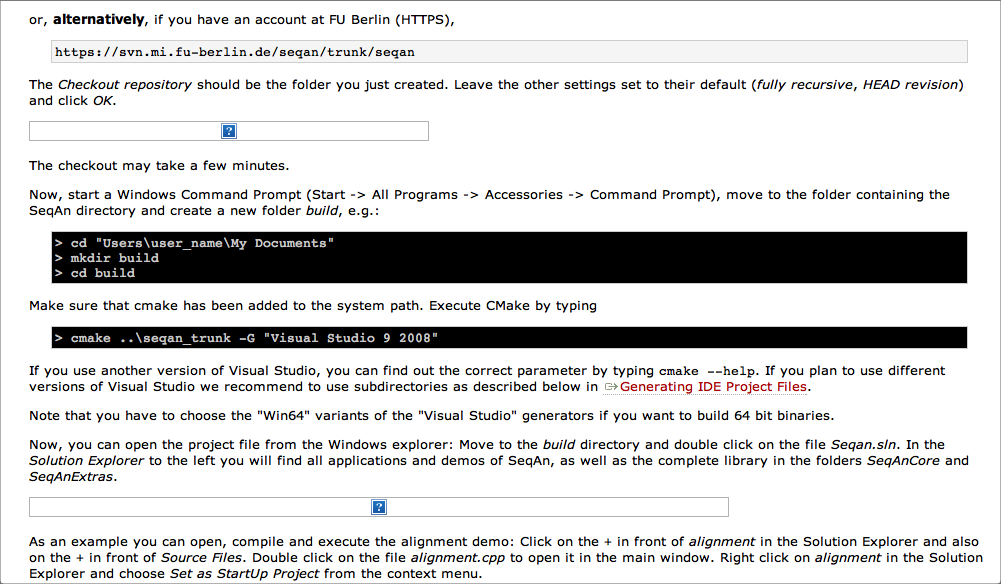 or, alternatively, if you have an account at FU Berlin (HTTPS),
https://svn.mi.fu-berlin.de/seqan/trunk/seqan
The Checkout repository should be the folder you just created. Leave the other settings set to their default (fully recursive, HEAD revision)
and click OK.
?
The checkout may take a few minutes.
Now, start a Windows Command Prompt (Start -> All Programs -> Accessories -> Command Prompt), move to the folder containing the
SeqAn directory and create a new folder build, e.g.:
> cd "Users\user_name\My Documents"
> mkdir build
> cd build
Make sure that cmake has been added to the system path. Execute CMake by typing
> cmake ..\seqan_trunk -G "Visual Studio 9 2008"
If you use another version of Visual Studio, you can find out the correct parameter by typing cmake --help. If you plan to use different
versions of Visual Studio we recommend to use subdirectories as described below in Generating IDE Project Files.
Note that you have to choose the "Win64" variants of the "Visual Studio" generators if you want to build 64 bit binaries.
Now, you can open the project file from the Windows explorer: Move to the build directory and double click on the file Seqan.sln. In the
Solution Explorer to the left you will find all applications and demos of SeqAn, as well as the complete library in the folders SeqAnCore and
SeqAnExtras.
?
As an example you can open, compile and execute the alignment demo: Click on the + in front of alignment in the Solution Explorer and also
on the + in front of Source Files. Double click on the file alignment.cpp to open it in the main window. Right click on alignment in the Solution
Explorer and choose Set as StartUp Project from the context menu.